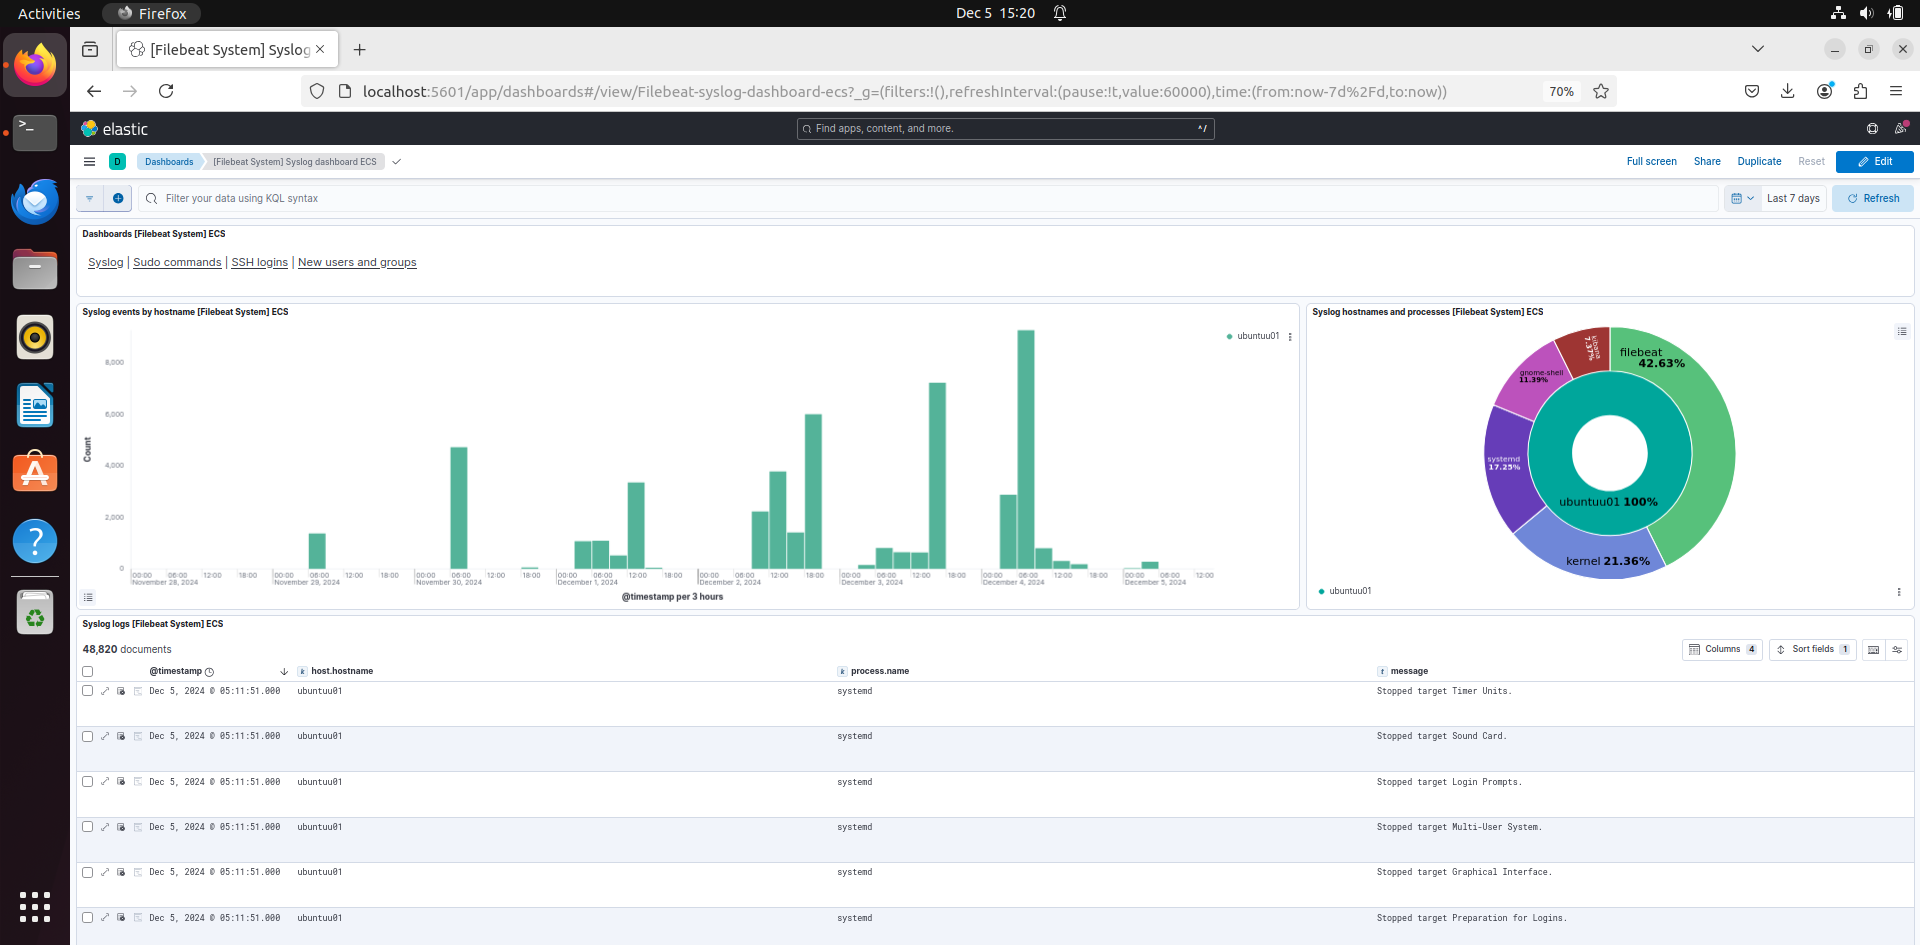 Activities
Firefox
Dec 5 15:20
[Filebeat System] Syslog
localhost:5601/app/dashboards#/view/Filebeat-syslog-dashboard-ecs?_g=(filters:!(),refreshInterval:(pause:!t,value:60000),time:(from:now-7d%2Fd,to:now))
70%
elastic
Find apps, content, and more.
^/
D
Dashboards
[Filebeat System] Syslog dashboard ECS
Full screen
Share
Duplicate
Reset
Edit
Filter your data using KQL syntax
Last 7 days
Refresh
Dashboards [Filebeat System] ECS
Syslog | Sudo commands | SSH logins | New users and groups
Syslog events by hostname [Filebeat System] ECS
ubuntuu01
8,000
6,000
4,000
2,000
0
Count
00:00 06:00 12:00 18:00 00:00 06:00 12:00 18:00 00:00 06:00 12:00 18:00 00:00 06:00 12:00 18:00 00:00 06:00 12:00 18:00 00:00 06:00 12:00 18:00 00:00 06:00 12:00 18:00 00:00 06:00 12:00
November 28, 2024 November 29, 2024 November 30, 2024 December 1, 2024 December 2, 2024 December 3, 2024 December 4, 2024 December 5, 2024
@timestamp per 3 hours
Syslog hostnames and processes [Filebeat System] ECS
kibana
7.37%
filebeat
42.63%
gnome-shell
11.39%
systemd
17.25%
ubuntuu01 100%
kernel 21.36%
ubuntuu01
Syslog logs [Filebeat System] ECS
48,820 documents
Columns 4
Sort fields 1
@timestamp
k host.hostname
k process.name
t message
Dec 5, 2024 @ 05:11:51.000 ubuntuu01 systemd Stopped target Timer Units.
Dec 5, 2024 @ 05:11:51.000 ubuntuu01 systemd Stopped target Sound Card.
Dec 5, 2024 @ 05:11:51.000 ubuntuu01 systemd Stopped target Login Prompts.
Dec 5, 2024 @ 05:11:51.000 ubuntuu01 systemd Stopped target Multi-User System.
Dec 5, 2024 @ 05:11:51.000 ubuntuu01 systemd Stopped target Graphical Interface.
Dec 5, 2024 @ 05:11:51.000 ubuntuu01 systemd Stopped target Preparation for Logins.